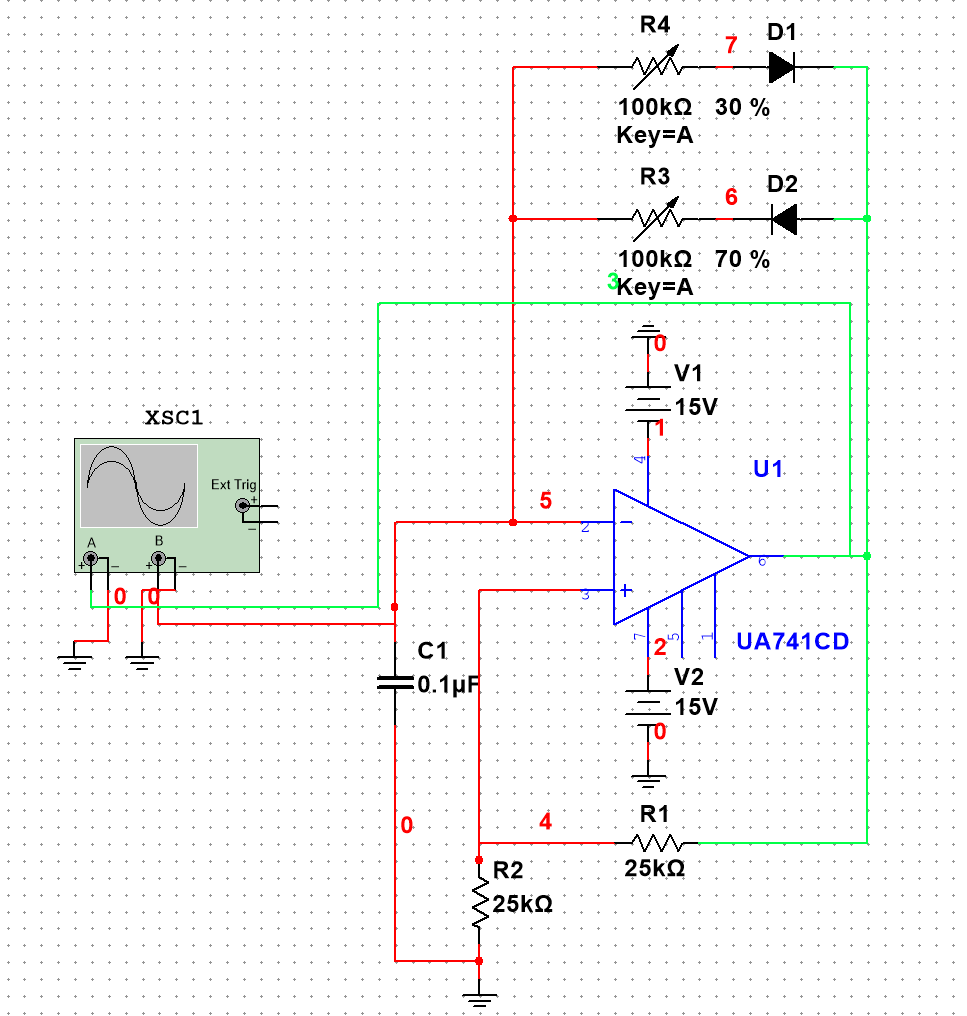 R4
7
D1
100kΩ 30 %
Key=A
R3
6
D2
100kΩ 70 %
3
Key=A
0
V1
15V
1
XSC1
Ext Trig
+
−
A
B
+
−
+
−
0
0
4
U1
5
2
−
3
+
6
7
5
1
UA741CD
2
V2
15V
0
C1
0.1µF
0
4
R1
25kΩ
R2
25kΩ